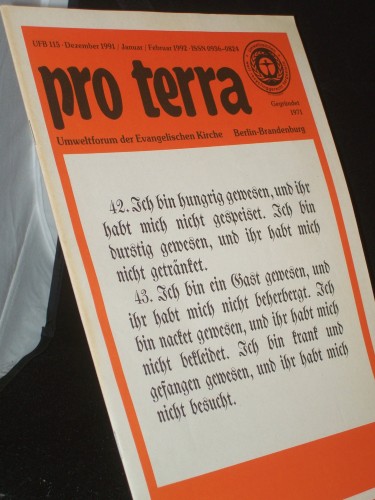 UFB 115 · Dezember 1991 / Januar / Februar 1992 · ISSN 0936-0824
pro terra
Gegründet
1971
Umweltforum der Evangelischen Kirche Berlin-Brandenburg
42. Ich bin hungrig gewesen, und ihr
habt mich nicht gespeiset. Ich bin
durstig gewesen, und ihr habt mich
nicht getränket.
43. Ich bin ein Gast gewesen, und
ihr habt mich nicht beherbergt. Ich
bin nacket gewesen, und ihr habt mich
nicht bekleidet. Ich bin krank und
gefangen gewesen, und ihr habt mich
nicht besucht.